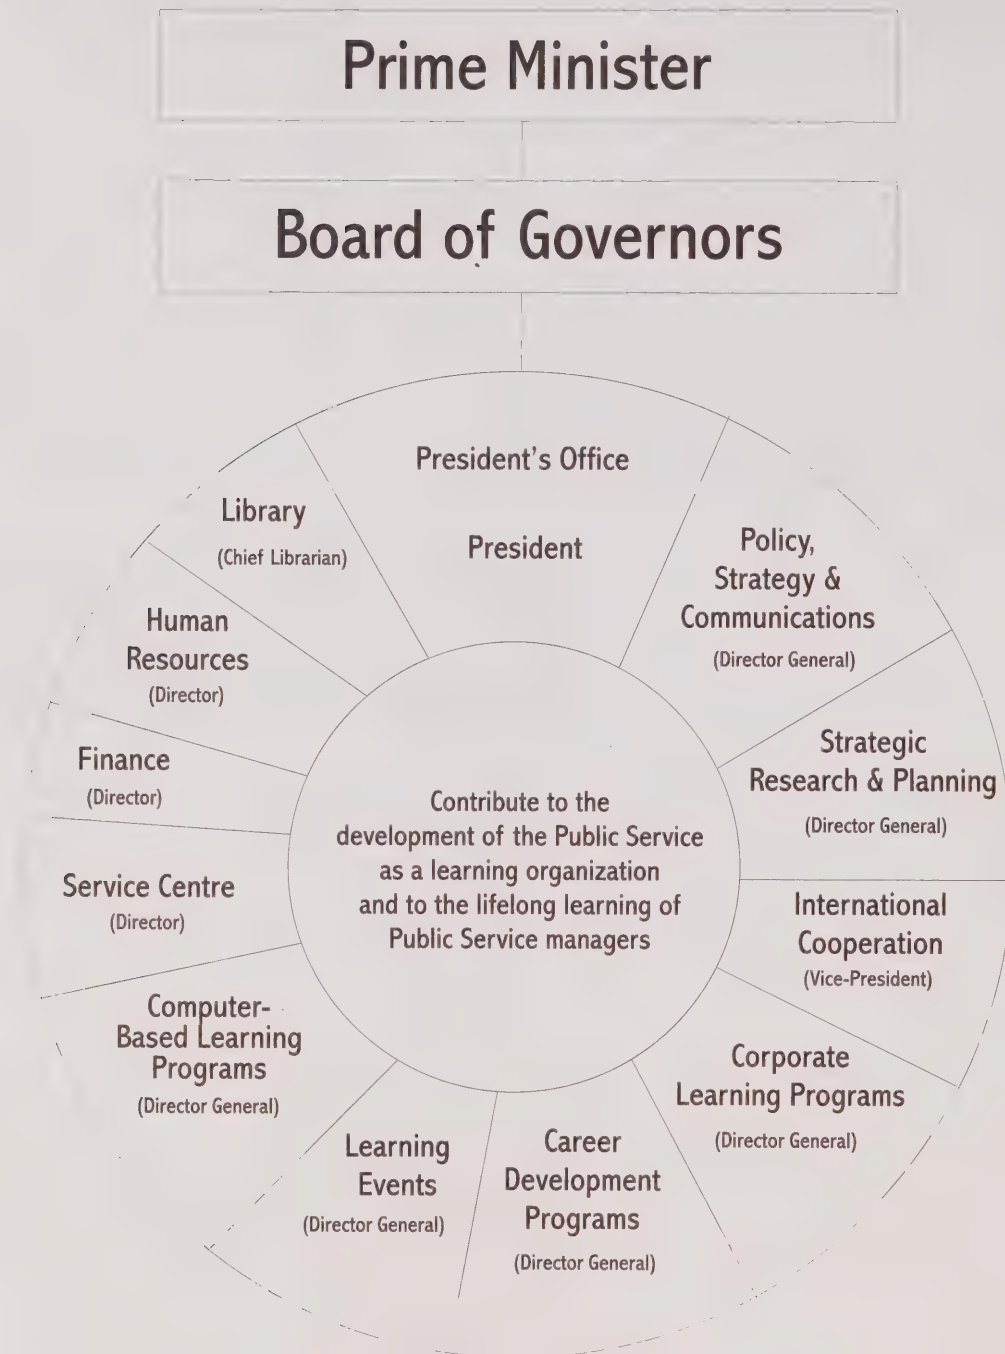 Prime Minister
Board of Governors
President's Office
President
Policy,
Strategy &
Communications
(Director General)
Strategic
Research & Planning
(Director General)
International
Cooperation
(Vice-President)
Corporate
Learning Programs
(Director General)
Career
Development
Programs
(Director General)
Learning
Events
(Director General)
Computer-
Based Learning
Programs
(Director General)
Service Centre
(Director)
Finance
(Director)
Human
Resources
(Director)
Library
(Chief Librarian)
Contribute to the
development of the Public Service
as a learning organization
and to the lifelong learning of
Public Service managers